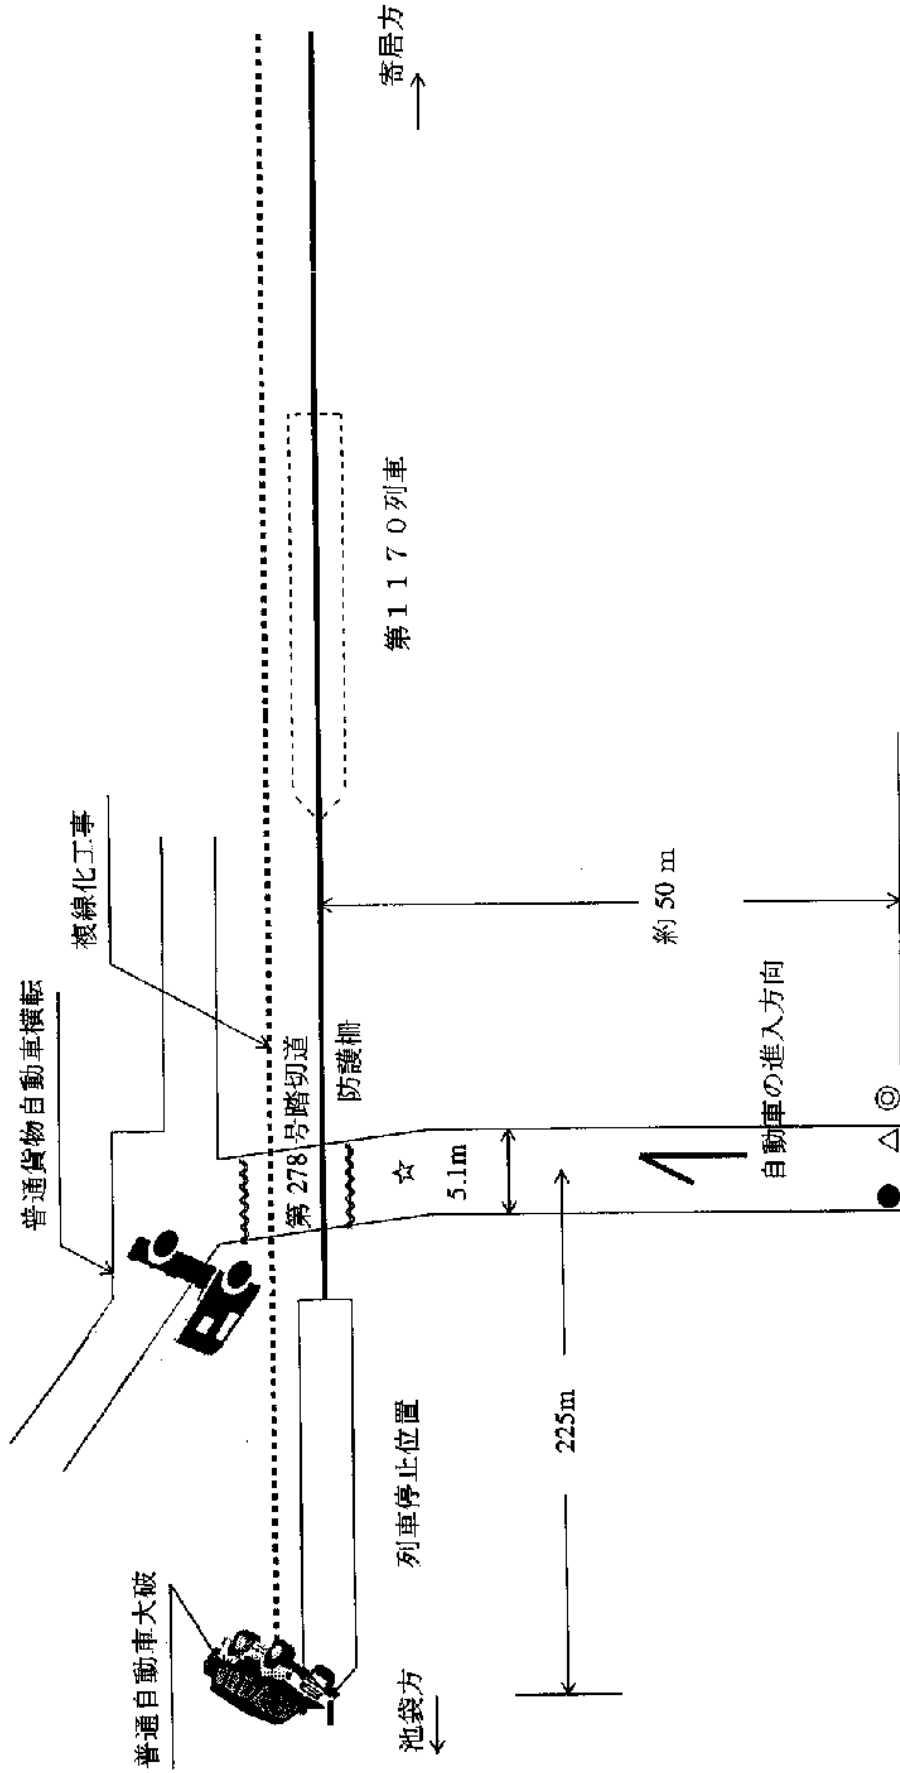 普通貨物自動車横転
複線化工事
普通自動車大破
第278号踏切道
防護柵
寄居方
第1170列車
列車停止位置
池袋方
5.1m
225m
約50 m
自動車の進入方向